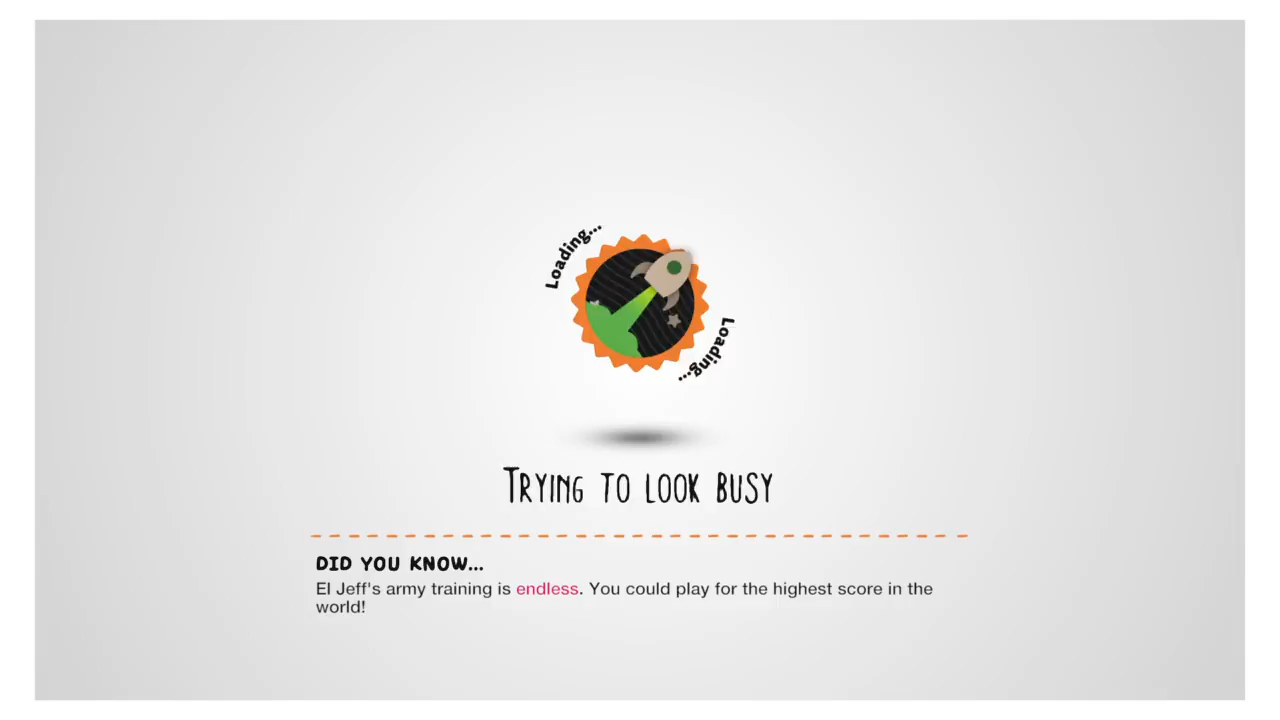 Loading...
Loading...
TRYING TO LOOK BUSY
DID YOU KNOW...
El Jeff's army training is endless. You could play for the highest score in the
world!